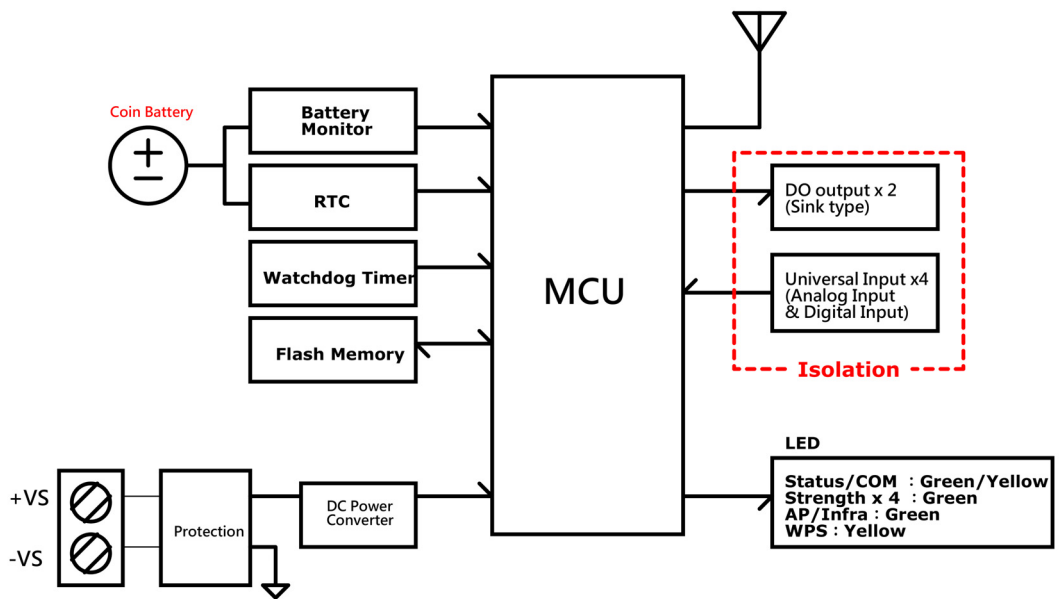 Coin Battery
+
−
Battery
Monitor
RTC
Watchdog Timer
Flash Memory
MCU
DO output x 2
(Sink type)
Universal Input x4
(Analog Input
& Digital Input)
Isolation
LED
Status/COM : Green/Yellow
Strength x 4 : Green
AP/Infra : Green
WPS : Yellow
+VS
-VS
Protection
DC Power
Converter